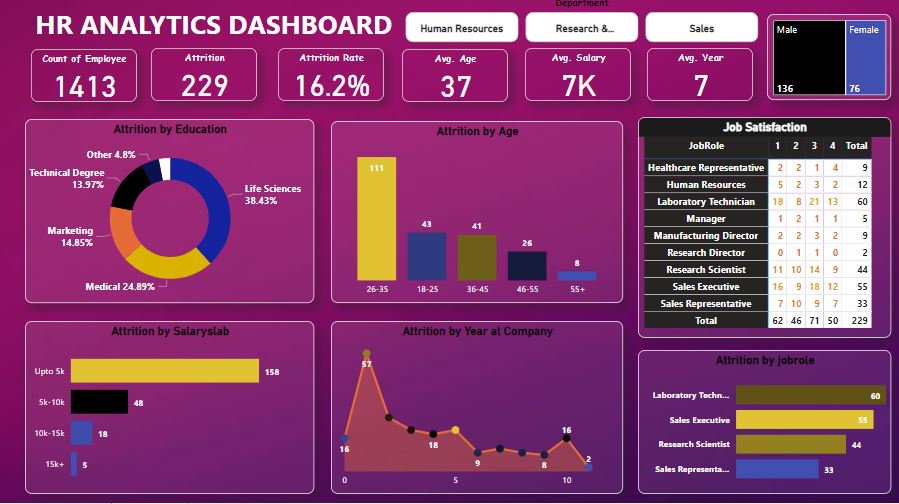 Department
HR ANALYTICS DASHBOARD
Human Resources
Research &...
Sales
Male
Female
136
76
Count of Employee
1413
Attrition
229
Attrition Rate
16.2%
Avg. Age
37
Avg. Salary
7K
Avg. Year
7
Attrition by Education
Other 4.8%
Technical Degree
13.97%
Life Sciences
38.43%
Marketing
14.85%
Medical 24.89%
Attrition by Age
111
43
41
26
8
26-35 18-25 36-45 46-55 55+
Job Satisfaction
JobRole 1 2 3 4 Total
Healthcare Representative 2 2 1 4 9
Human Resources 5 2 3 2 12
Laboratory Technician 18 8 21 13 60
Manager 1 2 1 1 5
Manufacturing Director 2 2 3 2 9
Research Director 0 1 1 0 2
Research Scientist 11 10 14 9 44
Sales Executive 16 9 18 12 55
Sales Representative 7 10 9 7 33
Total 62 46 71 50 229
Attrition by Salaryslab
Upto 5k 158
5k-10k 48
10k-15k 18
15k+ 5
Attrition by Year at Company
57
16
18
9
8
16
2
0 5 10
Attrition by jobrole
Laboratory Techn... 60
Sales Executive 55
Research Scientist 44
Sales Representa... 33